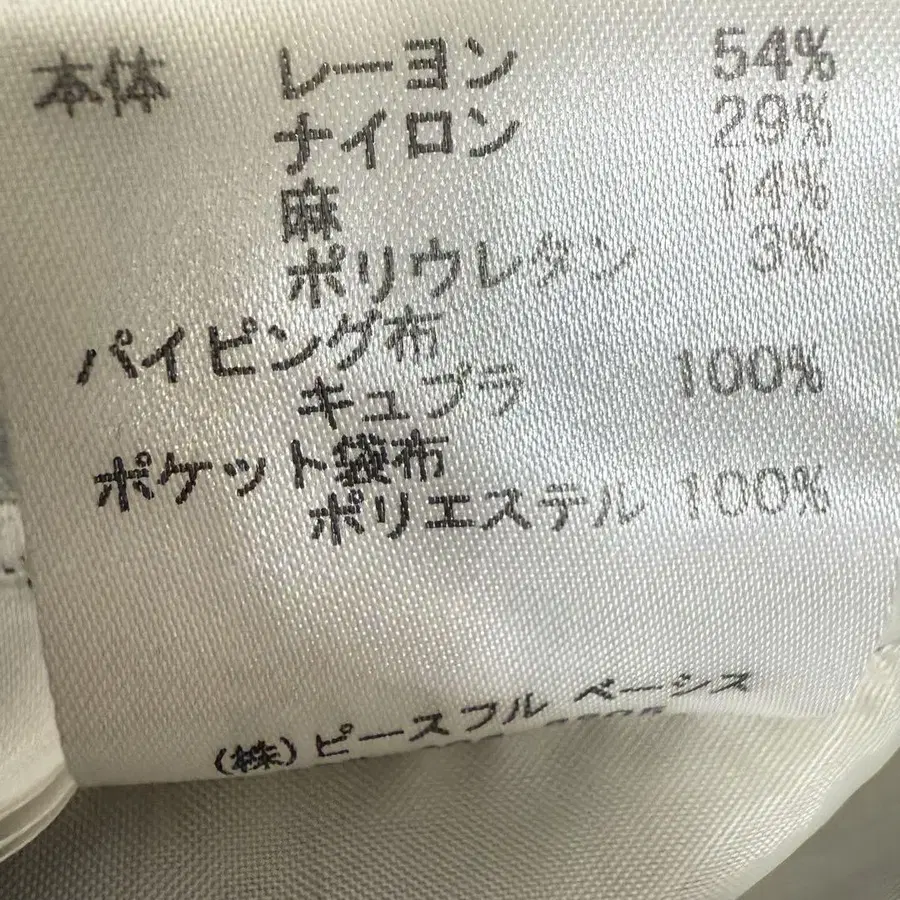 本体 レーヨン 54%
ナイロン 29%
麻 14%
ポリウレタン 3%
パイピング布
キュプラ 100%
ポケット袋布
ポリエステル 100%
(株)ピースフル ベーシス